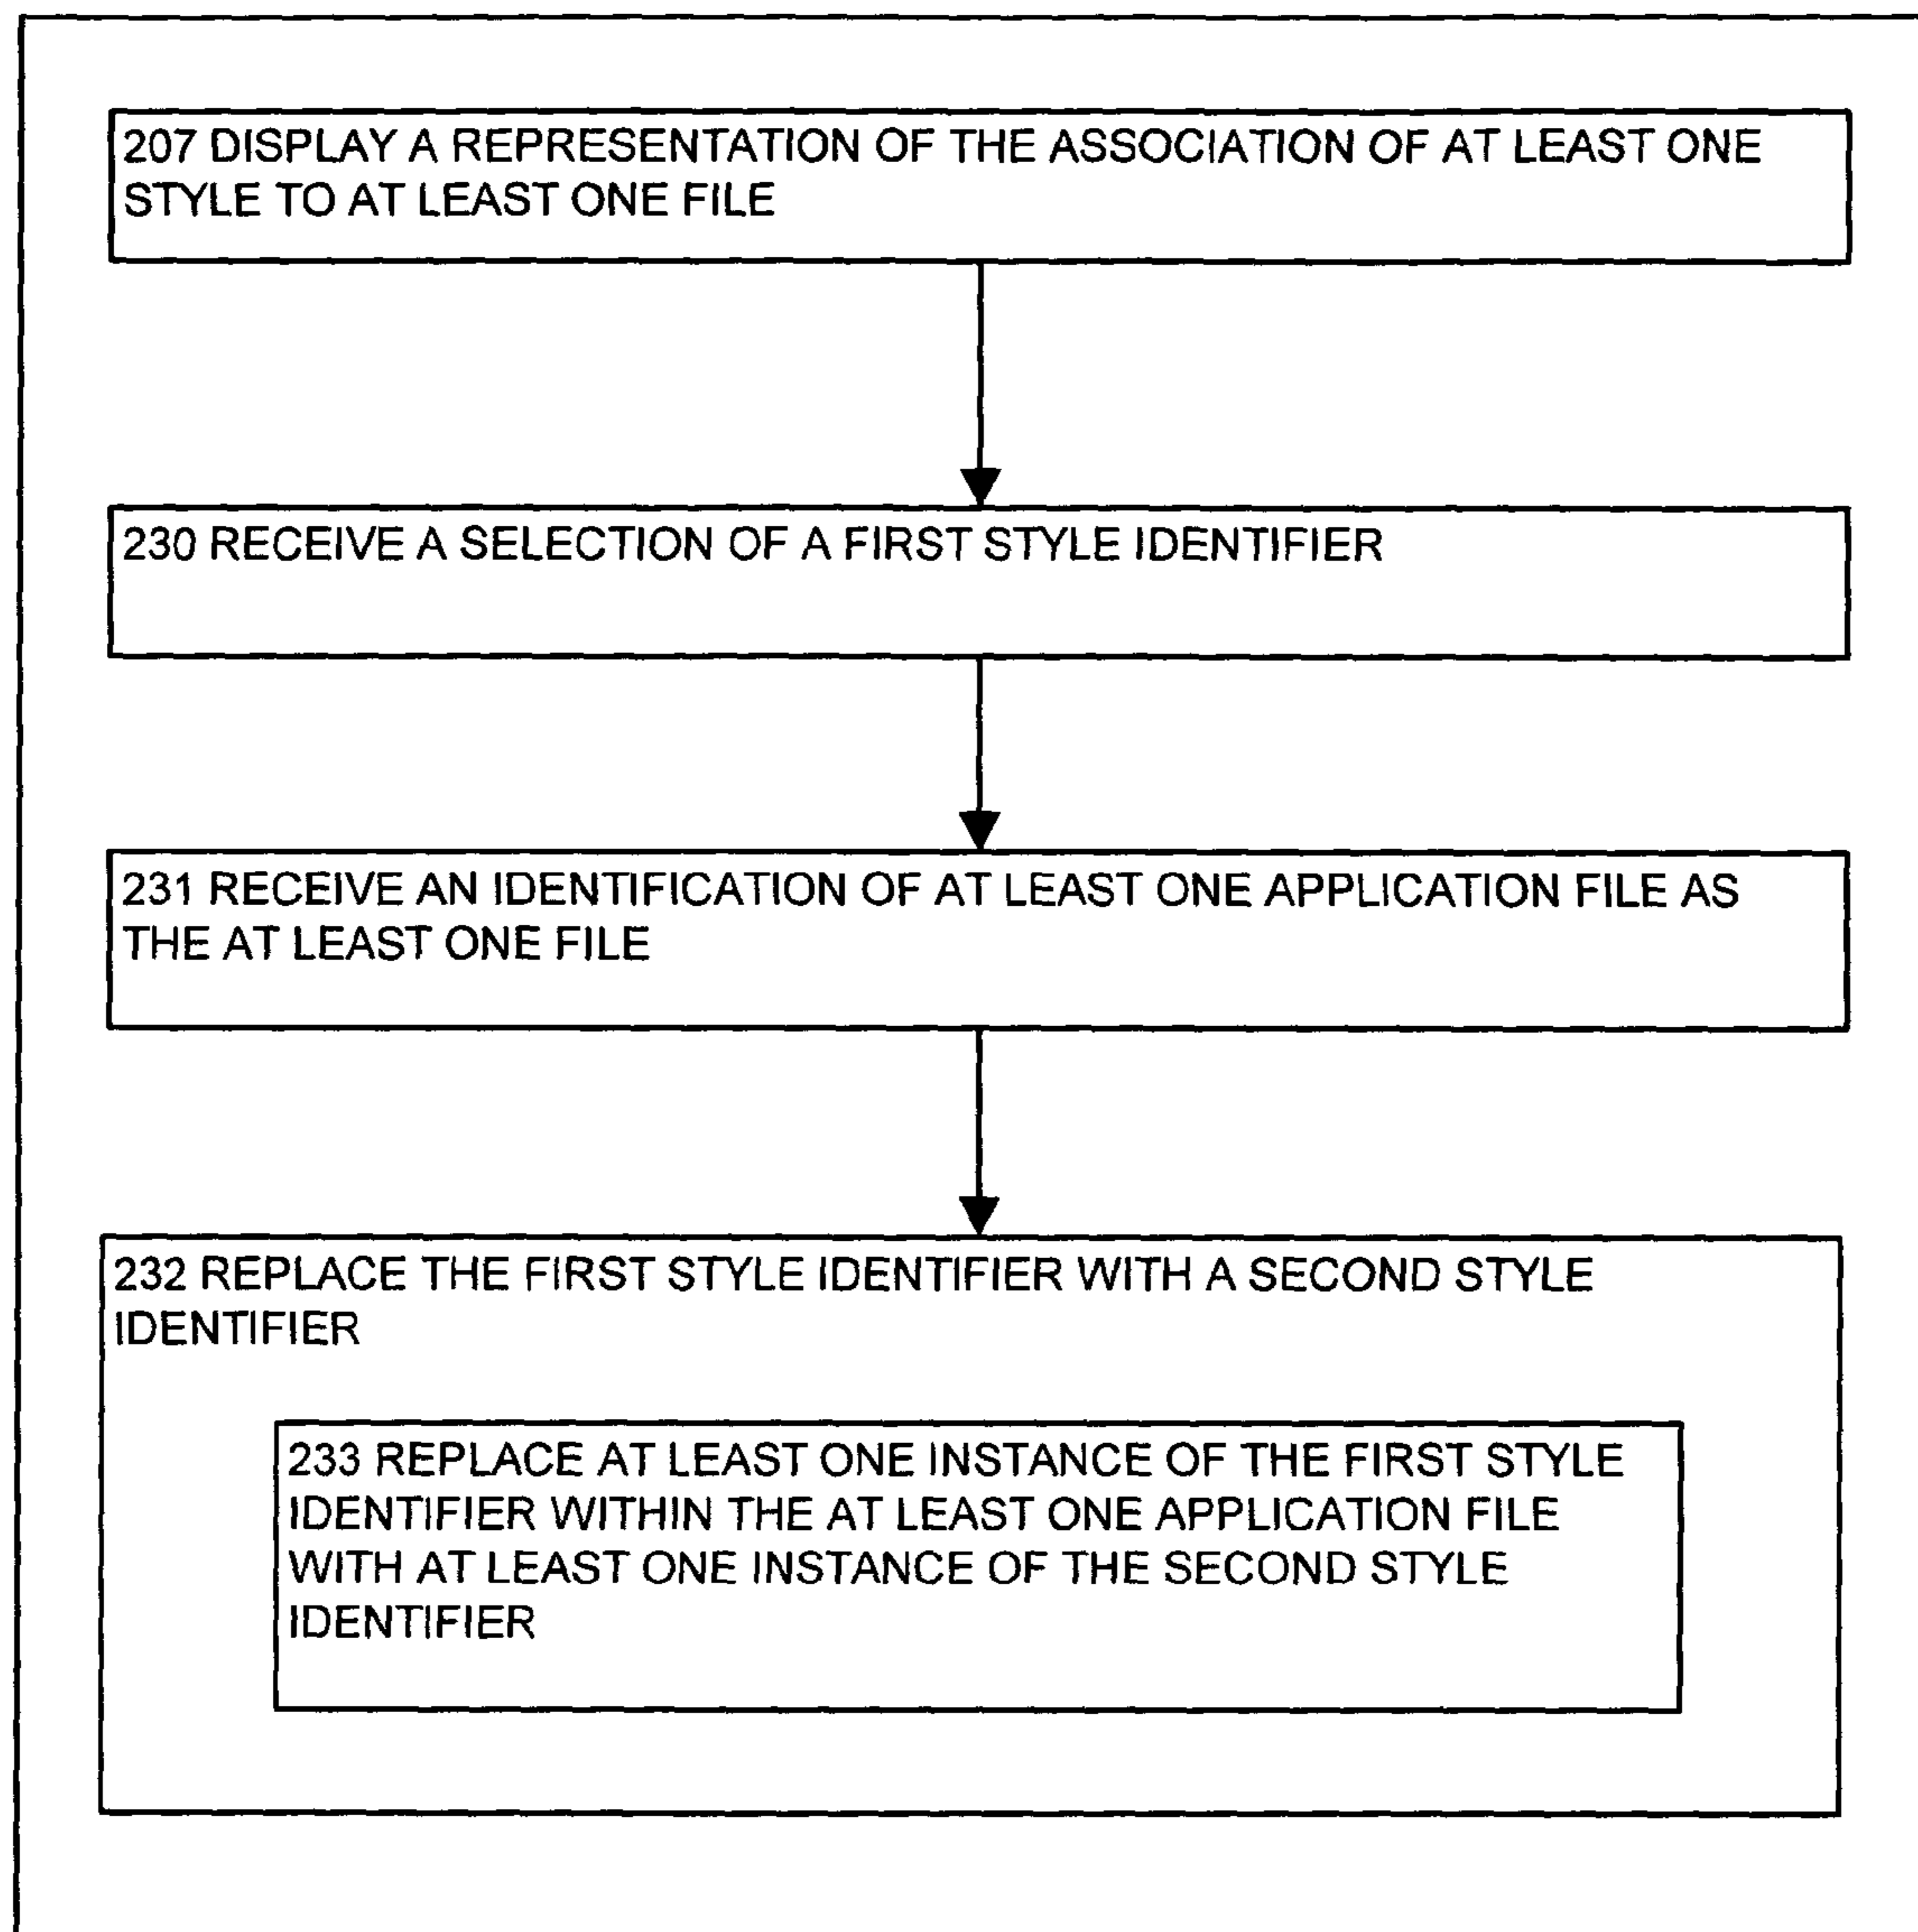 207 DISPLAY A REPRESENTATION OF THE ASSOCIATION OF AT LEAST ONE
STYLE TO AT LEAST ONE FILE
230 RECEIVE A SELECTION OF A FIRST STYLE IDENTIFIER
231 RECEIVE AN IDENTIFICATION OF AT LEAST ONE APPLICATION FILE AS
THE AT LEAST ONE FILE
232 REPLACE THE FIRST STYLE IDENTIFIER WITH A SECOND STYLE
IDENTIFIER
233 REPLACE AT LEAST ONE INSTANCE OF THE FIRST STYLE
IDENTIFIER WITHIN THE AT LEAST ONE APPLICATION FILE
WITH AT LEAST ONE INSTANCE OF THE SECOND STYLE
IDENTIFIER